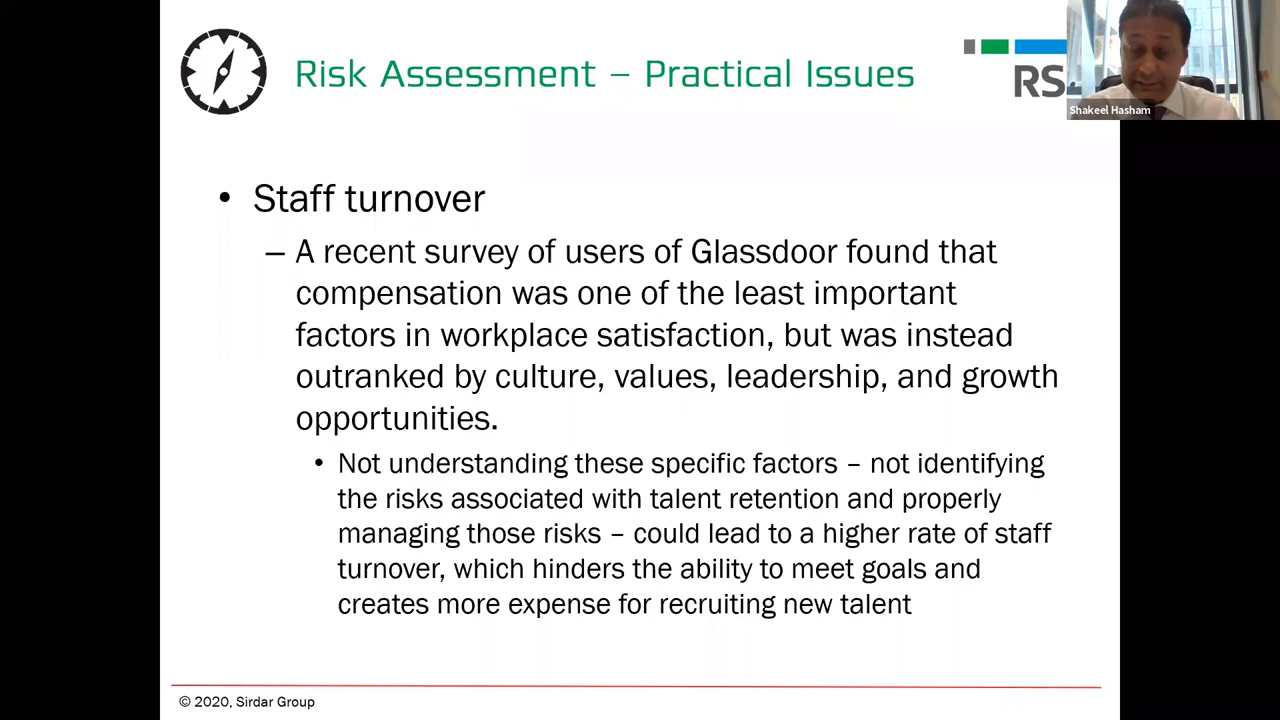 Risk Assessment – Practical Issues
RS
Shakeel Hasham
• Staff turnover
– A recent survey of users of Glassdoor found that
compensation was one of the least important
factors in workplace satisfaction, but was instead
outranked by culture, values, leadership, and growth
opportunities.
• Not understanding these specific factors – not identifying
the risks associated with talent retention and properly
managing those risks – could lead to a higher rate of staff
turnover, which hinders the ability to meet goals and
creates more expense for recruiting new talent
© 2020, Sirdar Group